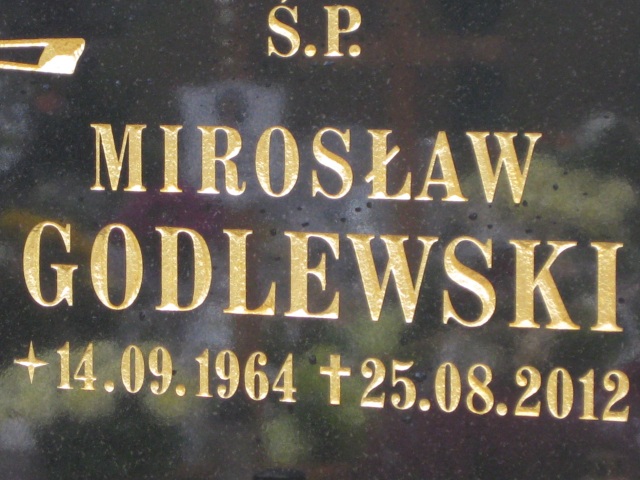 Ś.P.
MIROSŁAW
GODLEWSKI
14.09.1964 25.08.2012